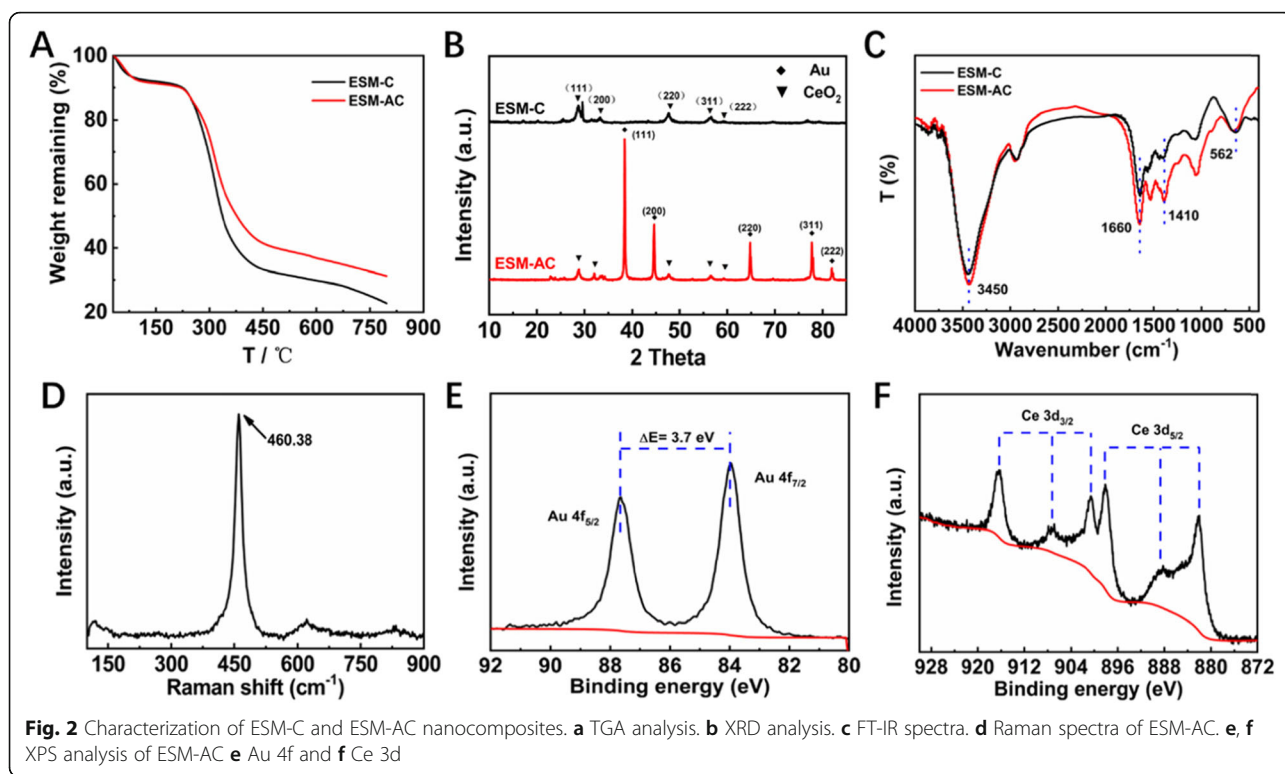 A
Weight remaining (%)
100
80
60
40
20
150 300 450 600 750 900
T / ℃
ESM-C
ESM-AC
B
Intensity (a.u.)
◆ Au
▼ CeO₂
ESM-C
(111)
(200)
(220)
(311)
(222)
ESM-AC
(111)
(200)
(220)
(311)
(222)
10 20 30 40 50 60 70 80
2 Theta
C
T (%)
ESM-C
ESM-AC
3450
1660
1410
562
4000 3500 3000 2500 2000 1500 1000 500
Wavenumber (cm⁻¹)
D
Intensity (a.u.)
460.38
150 300 450 600 750 900
Raman shift (cm⁻¹)
E
Intensity (a.u.)
ΔE= 3.7 eV
Au 4f₅/₂
Au 4f₇/₂
92 90 88 86 84 82 80
Binding energy (eV)
F
Intensity (a.u.)
Ce 3d₃/₂
Ce 3d₅/₂
928 920 912 904 896 888 880 872
Binding energy (eV)
Fig. 2 Characterization of ESM-C and ESM-AC nanocomposites. a TGA analysis. b XRD analysis. c FT-IR spectra. d Raman spectra of ESM-AC. e, f
XPS analysis of ESM-AC e Au 4f and f Ce 3d